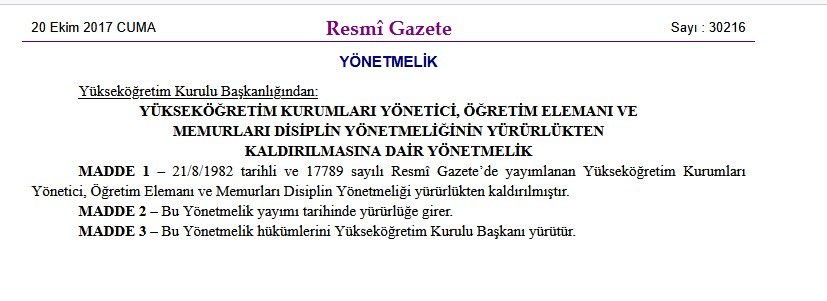 20 Ekim 2017 CUMA Resmî Gazete Sayı : 30216
YÖNETMELİK
Yükseköğretim Kurulu Başkanlığından:
YÜKSEKÖĞRETİM KURUMLARI YÖNETİCİ, ÖĞRETİM ELEMANI VE
MEMURLARI DİSİPLİN YÖNETMELİĞİNİN YÜRÜRLÜKTEN
KALDIRILMASINA DAİR YÖNETMELİK
MADDE 1 – 21/8/1982 tarihli ve 17789 sayılı Resmî Gazete’de yayımlanan Yükseköğretim Kurumları
Yönetici, Öğretim Elemanı ve Memurları Disiplin Yönetmeliği yürürlükten kaldırılmıştır.
MADDE 2 – Bu Yönetmelik yayımı tarihinde yürürlüğe girer.
MADDE 3 – Bu Yönetmelik hükümlerini Yükseköğretim Kurulu Başkanı yürütür.